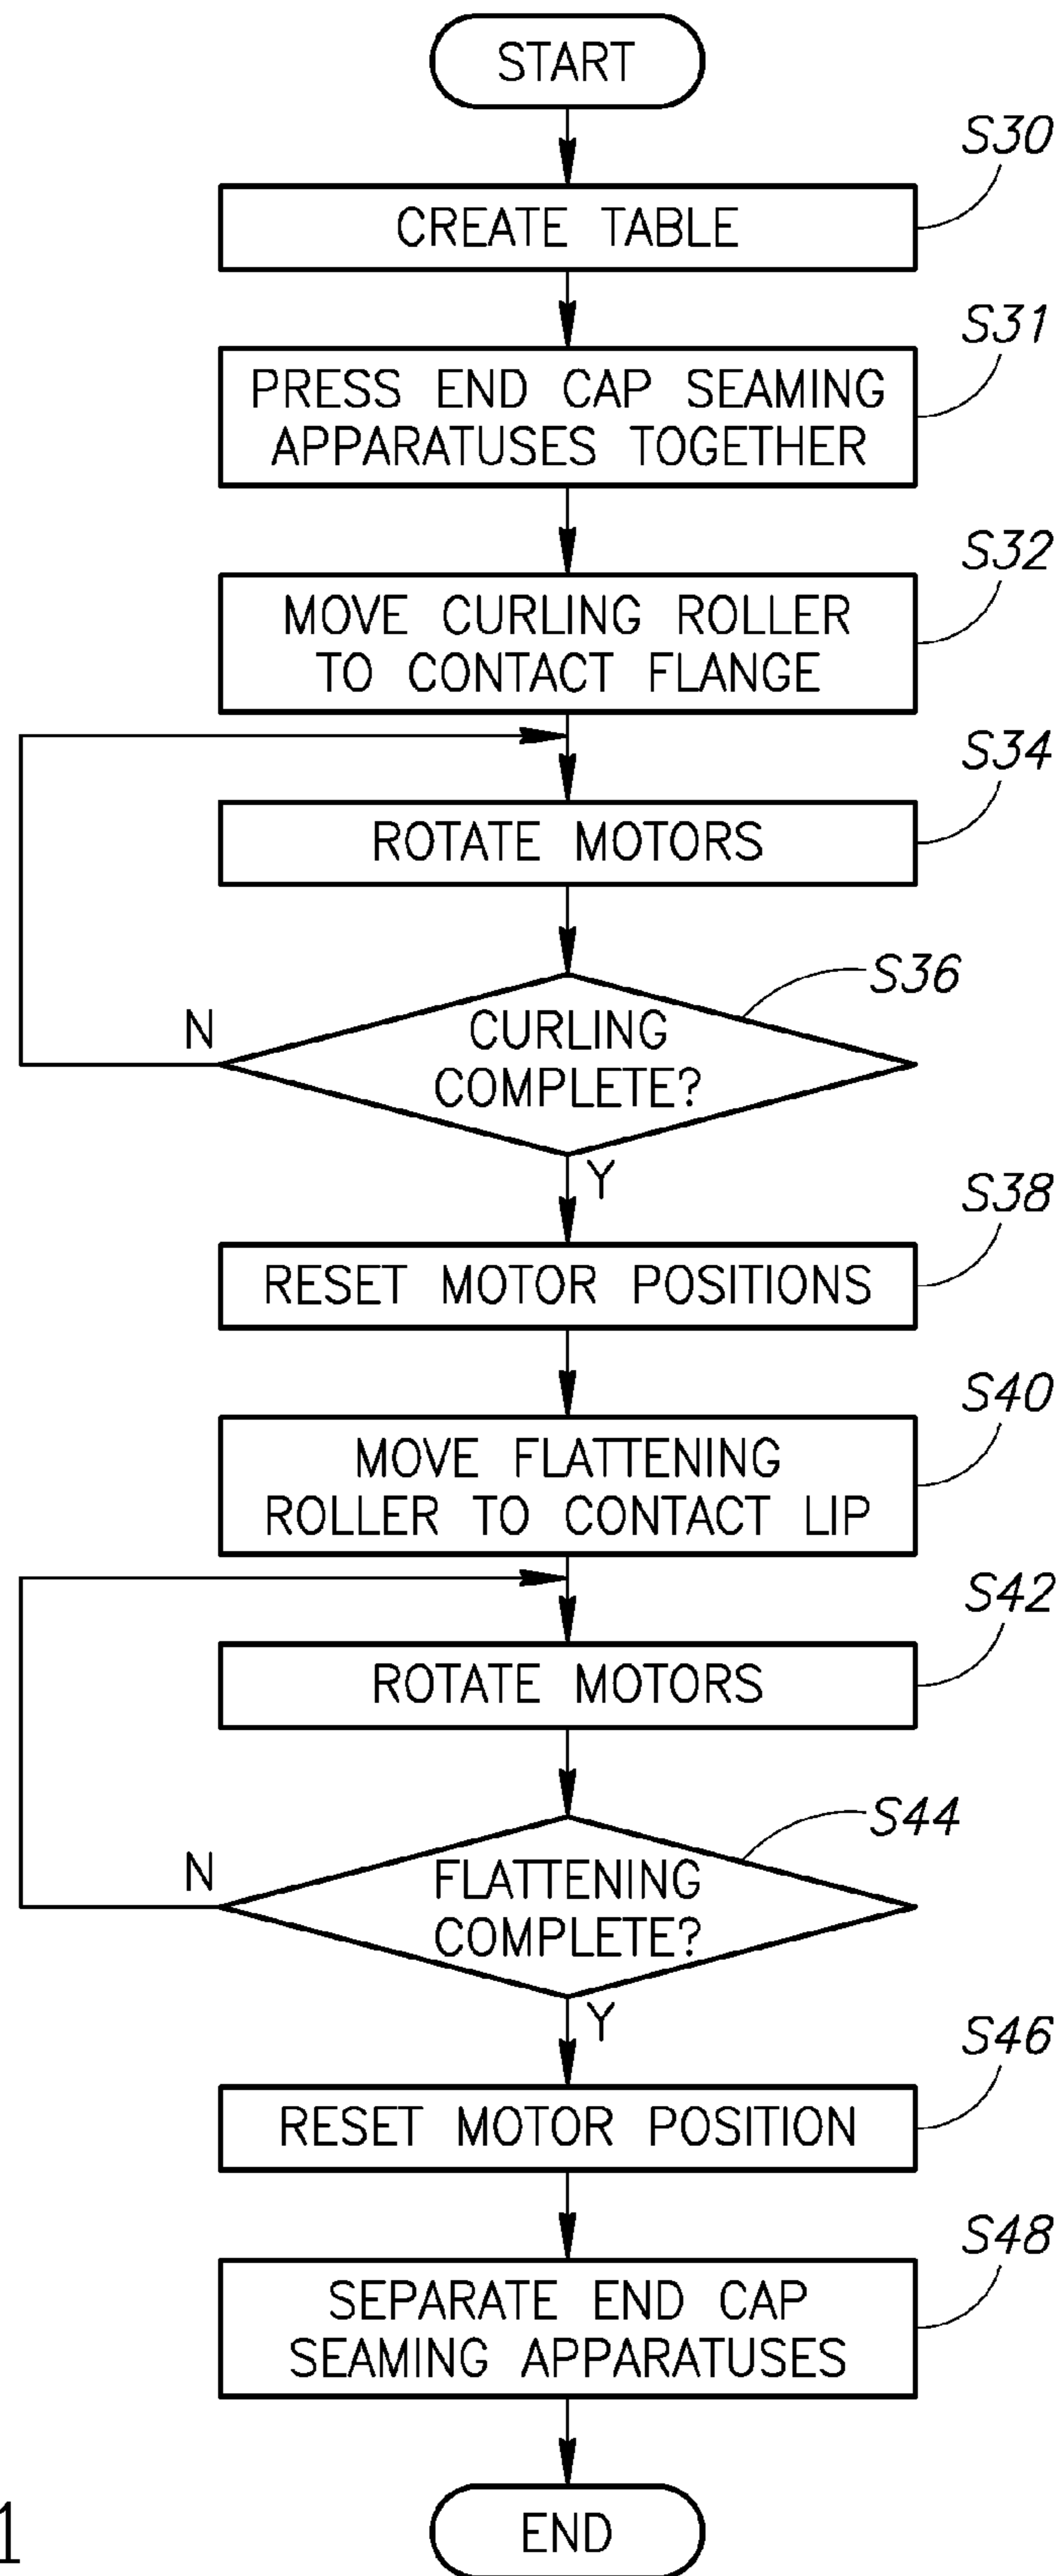 START
S30
CREATE TABLE
S31
PRESS END CAP SEAMING
APPARATUSES TOGETHER
S32
MOVE CURLING ROLLER
TO CONTACT FLANGE
S34
ROTATE MOTORS
S36
N
CURLING
COMPLETE?
Y
S38
RESET MOTOR POSITIONS
S40
MOVE FLATTENING
ROLLER TO CONTACT LIP
S42
ROTATE MOTORS
S44
N
FLATTENING
COMPLETE?
Y
S46
RESET MOTOR POSITION
S48
SEPARATE END CAP
SEAMING APPARATUSES
END
1